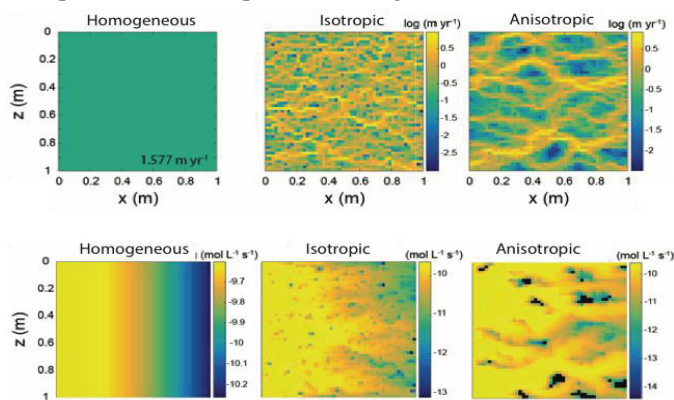 Homogeneous
Isotropic
Anisotropic
log (m yr⁻¹)
log (m yr⁻¹)
0
0.2
0.4
0.6
0.8
1
z (m)
1.577 m yr⁻¹
0.5
0
-0.5
-1
-1.5
-2
-2.5
0.5
0
-0.5
-1
-1.5
-2
0 0.2 0.4 0.6 0.8 1
0 0.2 0.4 0.6 0.8 1
0 0.2 0.4 0.6 0.8 1
x (m)
x (m)
x (m)
Homogeneous
Isotropic
Anisotropic
(mol L⁻¹ s⁻¹)
(mol L⁻¹ s⁻¹)
(mol L⁻¹ s⁻¹)
0
0.2
0.4
0.6
0.8
1
z (m)
-9.7
-9.8
-9.9
-10
-10.1
-10.2
-10
-11
-12
-13
-10
-11
-12
-13
-14